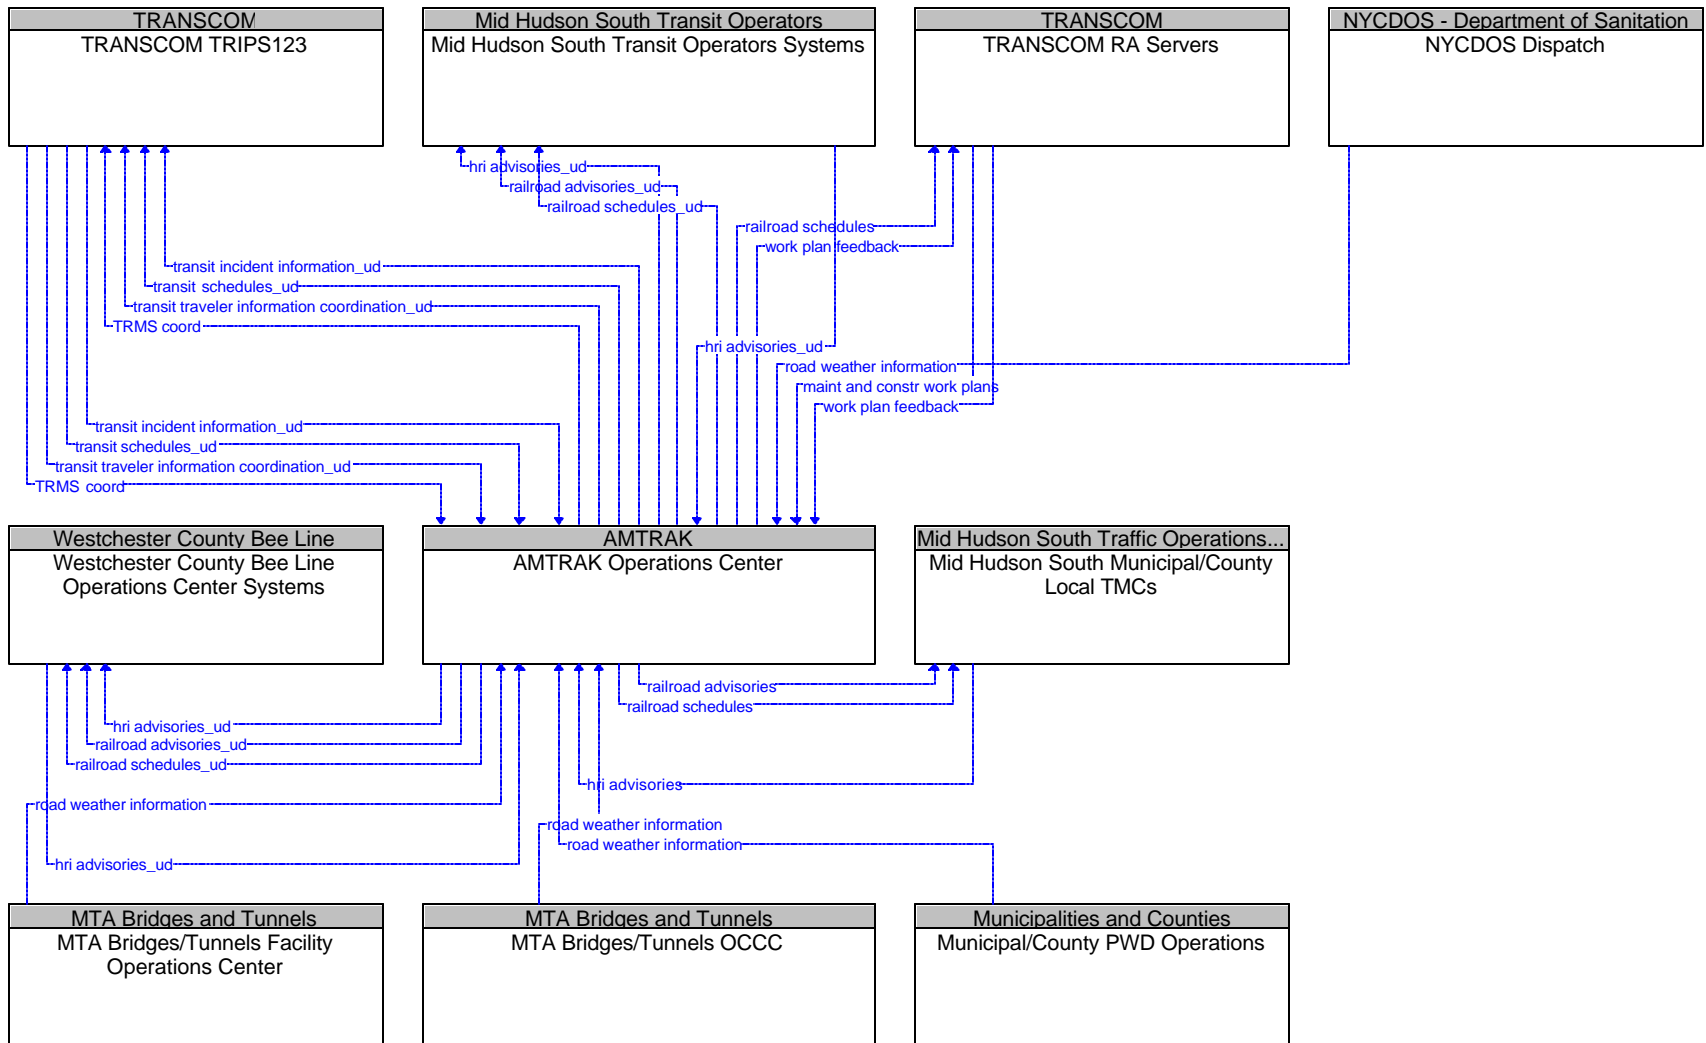 TRANSCOM
TRANSCOM TRIPS123
Mid Hudson South Transit Operators
Mid Hudson South Transit Operators Systems
TRANSCOM
TRANSCOM RA Servers
NYCDOS - Department of Sanitation
NYCDOS Dispatch
hri advisories_ud
railroad advisories_ud
railroad schedules_ud
railroad schedules
work plan feedback
transit incident information_ud
transit schedules_ud
transit traveler information coordination_ud
TRMS coord
hri advisories_ud
road weather information
maint and constr work plans
work plan feedback
transit incident information_ud
transit schedules_ud
transit traveler information coordination_ud
TRMS coord
Westchester County Bee Line
Westchester County Bee Line
Operations Center Systems
AMTRAK
AMTRAK Operations Center
Mid Hudson South Traffic Operations...
Mid Hudson South Municipal/County
Local TMCs
railroad advisories
railroad schedules
hri advisories_ud
railroad advisories_ud
railroad schedules_ud
hri advisories
road weather information
road weather information
road weather information
hri advisories_ud
MTA Bridges and Tunnels
MTA Bridges/Tunnels Facility
Operations Center
MTA Bridges and Tunnels
MTA Bridges/Tunnels OCCC
Municipalities and Counties
Municipal/County PWD Operations